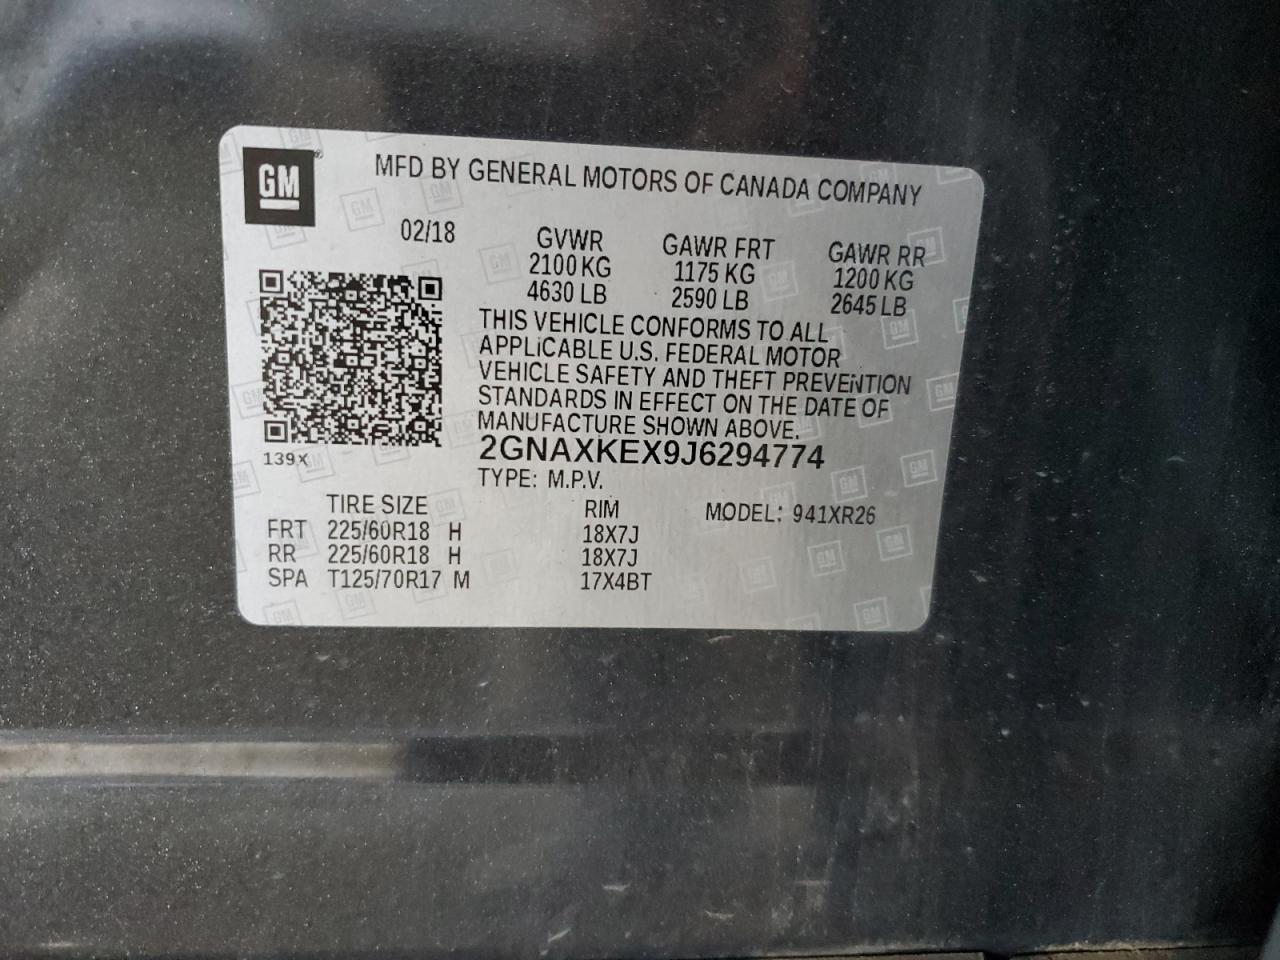 GM
MFD BY GENERAL MOTORS OF CANADA COMPANY
02/18 GVWR GAWR FRT GAWR RR
2100 KG 1175 KG 1200 KG
4630 LB 2590 LB 2645 LB
THIS VEHICLE CONFORMS TO ALL
APPLICABLE U.S. FEDERAL MOTOR
VEHICLE SAFETY AND THEFT PREVENTION
STANDARDS IN EFFECT ON THE DATE OF
MANUFACTURE SHOWN ABOVE.
139X 2GNAXKEX9J6294774
TYPE: M.P.V.
TIRE SIZE RIM MODEL: 941XR26
FRT 225/60R18 H 18X7J
RR 225/60R18 H 18X7J
SPA T125/70R17 M 17X4BT